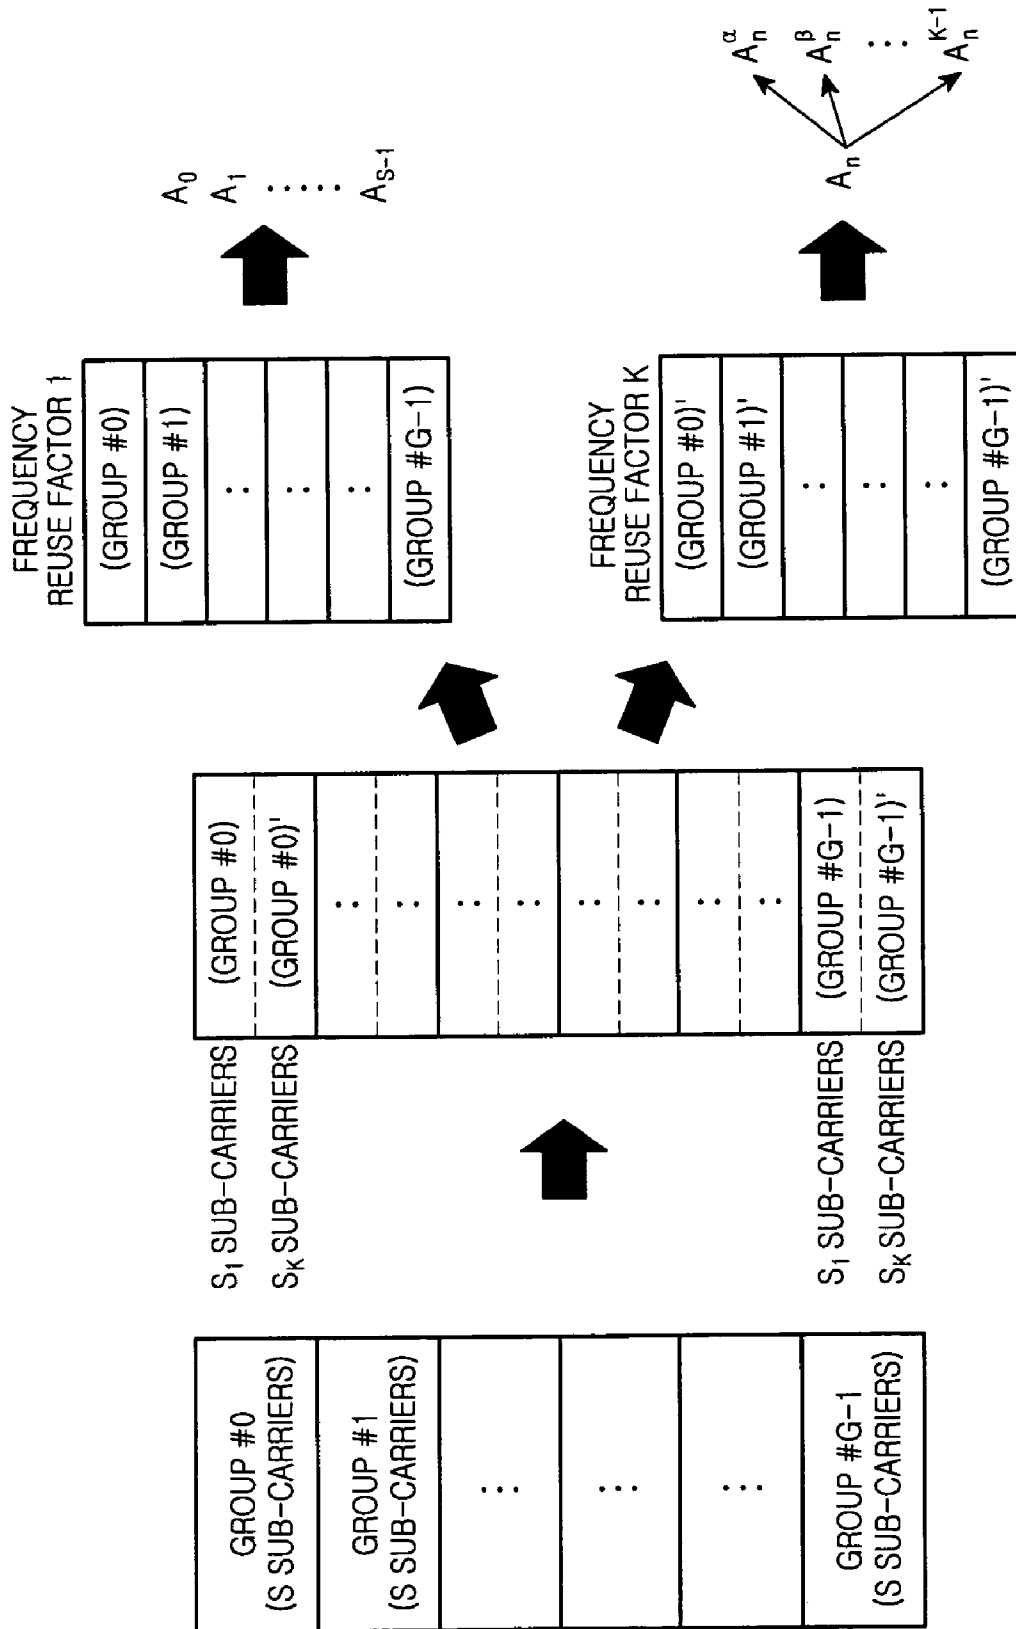 GROUP #0
(S SUB-CARRIERS)
GROUP #1
(S SUB-CARRIERS)
...
...
...
GROUP #G-1
(S SUB-CARRIERS)
S1 SUB-CARRIERS
SK SUB-CARRIERS
S1 SUB-CARRIERS
SK SUB-CARRIERS
(GROUP #0)
(GROUP #0)'
..
..
..
..
..
..
..
..
(GROUP #G-1)
(GROUP #G-1)'
FREQUENCY
REUSE FACTOR 1
(GROUP #0)
(GROUP #1)
..
..
..
(GROUP #G-1)
A0
A1
.....
AS-1
FREQUENCY
REUSE FACTOR K
(GROUP #0)'
(GROUP #1)'
..
..
..
(GROUP #G-1)'
An
An^α
An^β
...
An^K-1